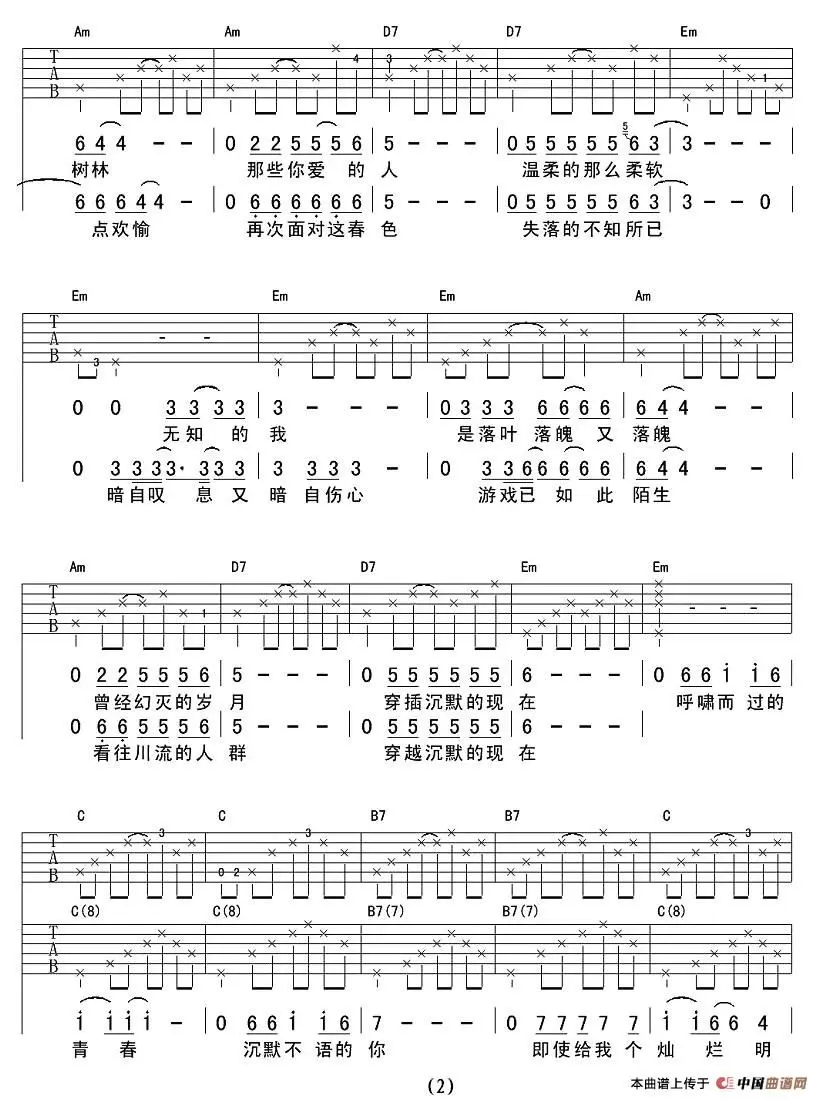 Am Am D7 D7 Em
T A B 4 3 1
6 4 4 - - | 0 2 2 5 5 5 6 | 5 - - - | 0 5 5 5 5 5 5 6 3 | 3 - - -
树林 那些你爱的人 温柔的那么柔软
6 6 6 4 4 - | 0 6 6 6 6 6 6 | 5 - - - | 0 5 5 5 5 5 6 3 | 3 - - 0
点欢愉 再次面对这春色 失落的不知所已
Em Em Em Am
T A B 3 - -
0 0 3 3 3 3 | 3 - - - | 0 3 3 3 6 6 6 6 | 6 4 4 - -
无知的我 是落叶落魄又落魄
0 3 3 3 3· 3 3 3 | 3 3 3 - | 0 3 3 6 6 6 6 6 | 6 4 4 - -
暗自叹息又暗自伤心 游戏已如此陌生
Am D7 D7 Em Em
T A B 1 - - -
0 2 2 5 5 5 6 | 5 - - - | 0 5 5 5 5 5 5 | 6 - - - | 0 6 6 1 1 6
曾经幻灭的岁月 穿插沉默的现在 呼啸而过的
0 6 6 5 5 5 6 | 5 - - - | 0 5 5 5 5 5 5 | 6 - - -
看往川流的人群 穿越沉默的现在
C C B7 B7 C
T A B 3 0 2 3 3
C(8) C(8) B7(7) B7(7) C(8)
T A B
1 1 1 1 - | 0 6 6 1 1 6 | 7 - - - | 0 7 7 7 7 7 | 1 1 6 6 4
青春 沉默不语的你 即使给我个灿烂明
(2)
本曲谱上传于 中国曲谱网